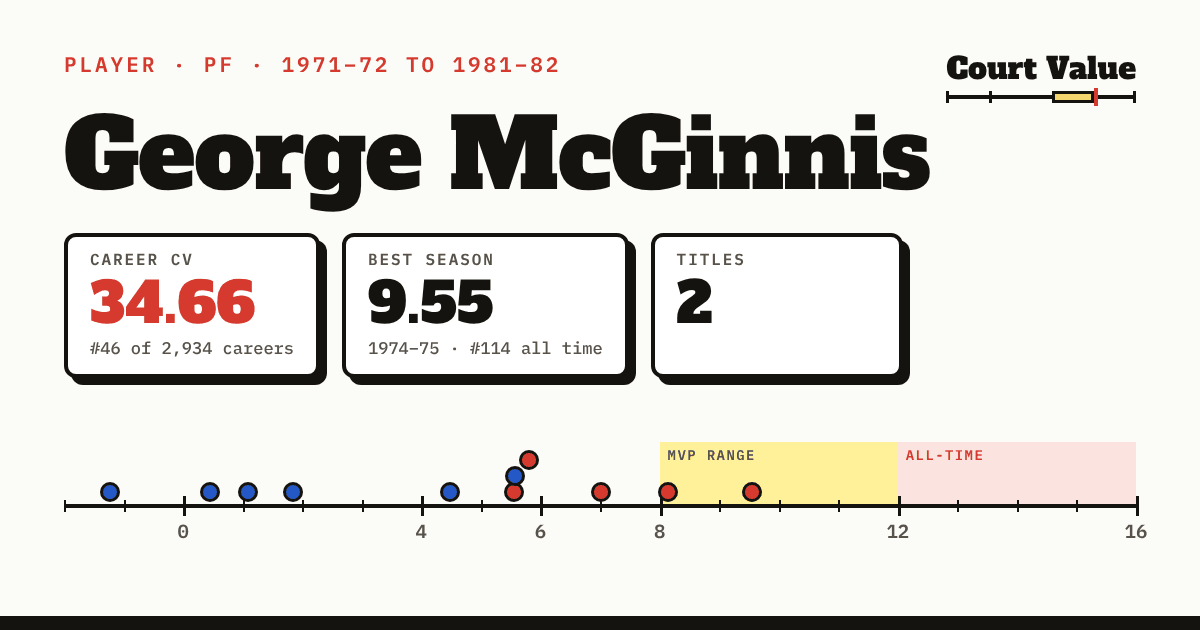 PLAYER · PF · 1971–72 TO 1981–82
Court Value
George McGinnis
CAREER CV
34.66
#46 of 2,934 careers
BEST SEASON
9.55
1974–75 · #114 all time
TITLES
2
MVP RANGE
ALL-TIME
0 4 6 8 12 16